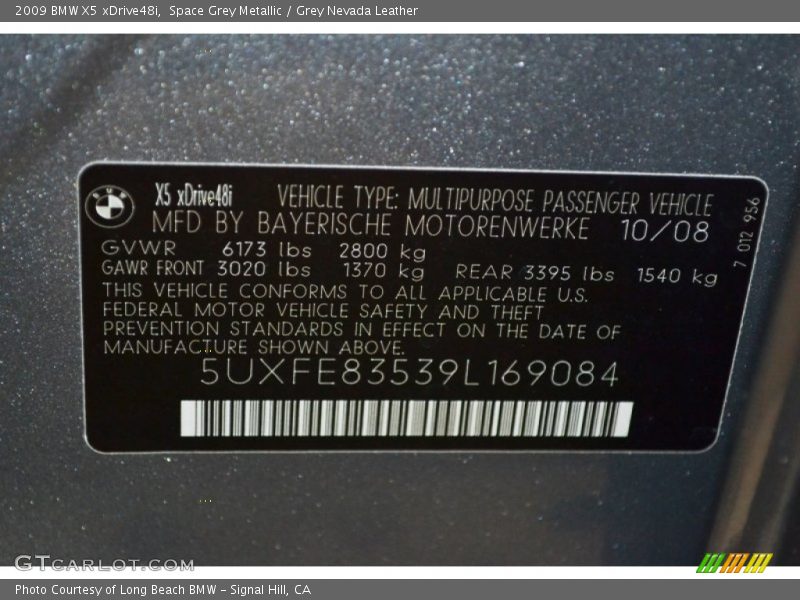 2009 BMW X5 xDrive48i, Space Grey Metallic / Grey Nevada Leather
X5 xDrive48i VEHICLE TYPE: MULTIPURPOSE PASSENGER VEHICLE
MFD BY BAYERISCHE MOTORENWERKE 10/08
7 012 956
GVWR 6173 lbs 2800 kg
GAWR FRONT 3020 lbs 1370 kg REAR 3395 lbs 1540 kg
THIS VEHICLE CONFORMS TO ALL APPLICABLE U.S.
FEDERAL MOTOR VEHICLE SAFETY AND THEFT
PREVENTION STANDARDS IN EFFECT ON THE DATE OF
MANUFACTURE SHOWN ABOVE.
5UXFE83539L169084
GTCARLOT.COM
Photo Courtesy of Long Beach BMW - Signal Hill, CA